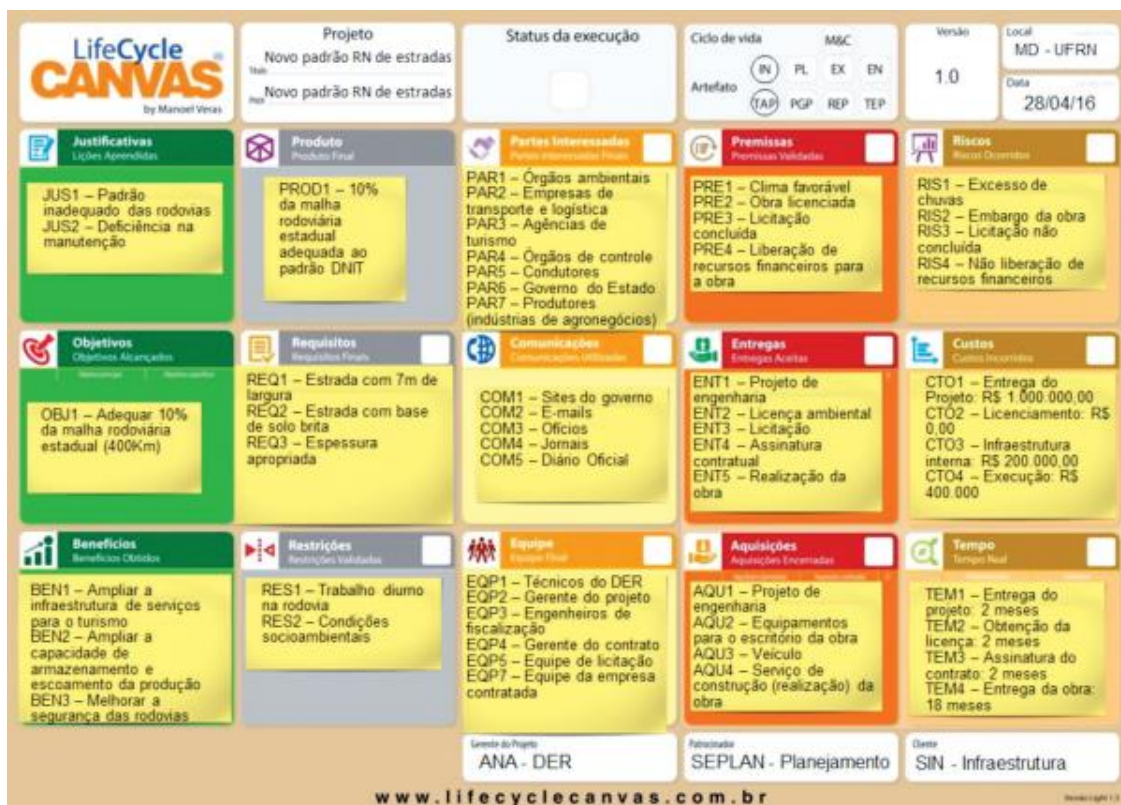 LifeCycle
CANVAS
by Manoel Veras
Projeto
Novo padrão RN de estradas
Título
Novo padrão RN de estradas
Status da execução
Ciclo de vida
M&C
IN PL EX EN
Artefato
TAP PGP REP TEP
Versão
1.0
Local
MD - UFRN
Data
28/04/16
Justificativas
Lições Aprendidas
JUS1 – Padrão
inadequado das rodovias
JUS2 – Deficiência na
manutenção
Produto
Produto Final
PROD1 – 10%
da malha
rodoviária
estadual
adequada ao
padrão DNIT
Partes Interessadas
Partes Interessadas Finais
PAR1 – Órgãos ambientais
PAR2 – Empresas de
transporte e logística
PAR3 – Agências de
turismo
PAR4 – Órgãos de controle
PAR5 – Condutores
PAR6 – Governo do Estado
PAR7 – Produtores
(indústrias de agronegócios)
Premissas
Premissas Validadas
PRE1 – Clima favorável
PRE2 – Obra licenciada
PRE3 – Licitação
concluída
PRE4 – Liberação de
recursos financeiros para
a obra
Riscos
Riscos Ocorridos
RIS1 – Excesso de
chuvas
RIS2 – Embargo da obra
RIS3 – Licitação não
concluída
RIS4 – Não liberação de
recursos financeiros
Objetivos
Objetivos Alcançados
OBJ1 – Adequar 10%
da malha rodoviária
estadual (400Km)
Requisitos
Requisitos Finais
REQ1 – Estrada com 7m de
largura
REQ2 – Estrada com base
de solo brita
REQ3 – Espessura
apropriada
Comunicações
Comunicações Utilizadas
COM1 – Sites do governo
COM2 – E-mails
COM3 – Ofícios
COM4 – Jornais
COM5 – Diário Oficial
Entregas
Entregas Aceitas
ENT1 – Projeto de
engenharia
ENT2 – Licença ambiental
ENT3 – Licitação
ENT4 – Assinatura
contratual
ENT5 – Realização da
obra
Custos
Custos Incorridos
CTO1 – Entrega do
Projeto: R$ 1.000.000,00
CTO2 – Licenciamento: R$
0,00
CTO3 – Infraestrutura
interna: R$ 200.000,00
CTO4 – Execução: R$
400.000
Benefícios
Benefícios Obtidos
BEN1 – Ampliar a
infraestrutura de serviços
para o turismo
BEN2 – Ampliar a
capacidade de
armazenamento e
escoamento da produção
BEN3 – Melhorar a
segurança das rodovias
Restrições
Restrições Validadas
RES1 – Trabalho diurno
na rodovia
RES2 – Condições
socioambientais
Equipe
Equipe Final
EQP1 – Técnicos do DER
EQP2 – Gerente do projeto
EQP3 – Engenheiros de
fiscalização
EQP4 – Gerente do contrato
EQP5 – Equipe de licitação
EQP7 – Equipe da empresa
contratada
Aquisições
Aquisições Encerradas
AQU1 – Projeto de
engenharia
AQU2 – Equipamentos
para o escritório da obra
AQU3 – Veículo
AQU4 – Serviço de
construção (realização) da
obra
Tempo
Tempo Real
TEM1 – Entrega do
projeto: 2 meses
TEM2 – Obtenção da
licença: 2 meses
TEM3 – Assinatura do
contrato: 2 meses
TEM4 – Entrega da obra:
18 meses
Gerente do Projeto
ANA - DER
Patrocinador
SEPLAN - Planejamento
Cliente
SIN - Infraestrutura
www.lifecyclecanvas.com.br